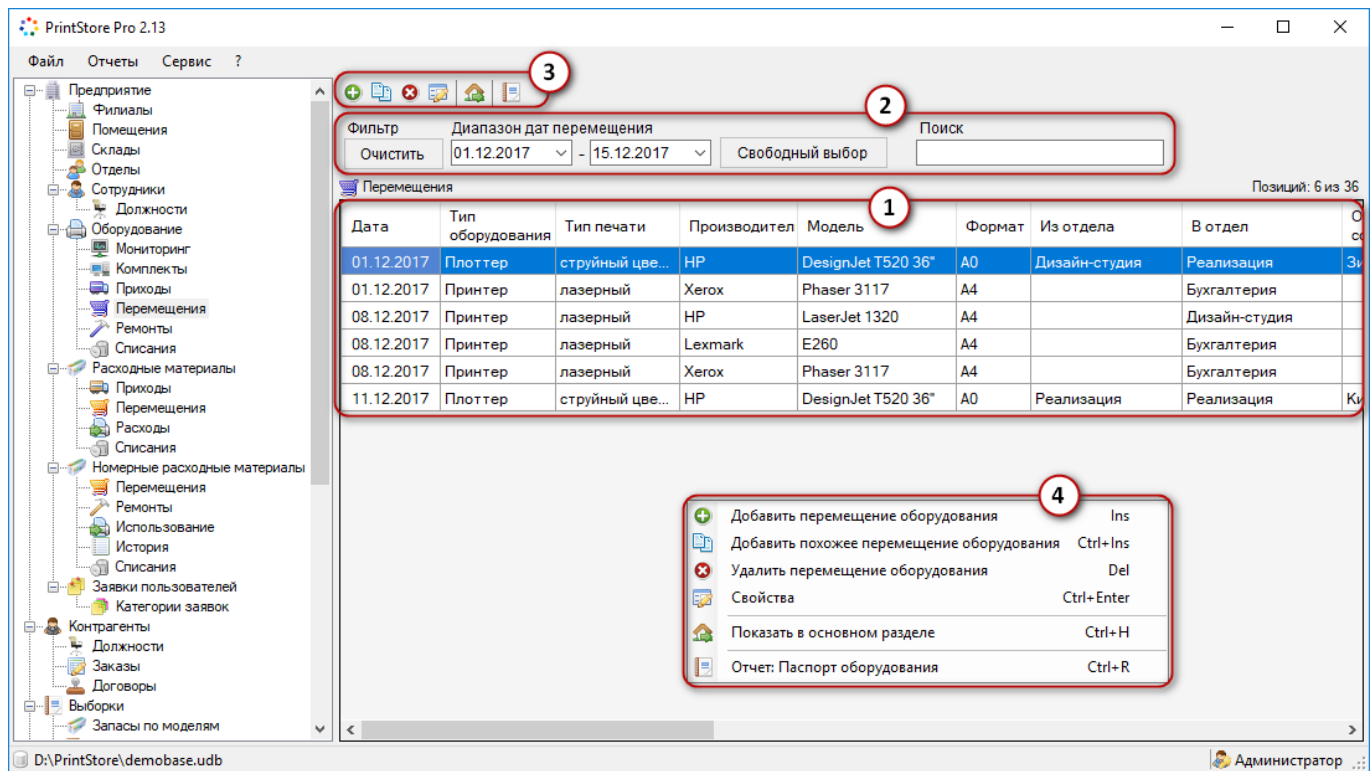 PrintStore Pro 2.13
Файл Отчеты Сервис ?
Предприятие
Филиалы
Помещения
Склады
Отделы
Сотрудники
Должности
Оборудование
Мониторинг
Комплекты
Приходы
Перемещения
Ремонты
Списания
Расходные материалы
Приходы
Перемещения
Расходы
Списания
Номерные расходные материалы
Перемещения
Ремонты
Использование
История
Списания
Заявки пользователей
Категории заявок
Контрагенты
Должности
Заказы
Договоры
Выборки
Запасы по моделям
3
2
Фильтр Диапазон дат перемещения Поиск
Очистить 01.12.2017 - 15.12.2017 Свободный выбор
Перемещения Позиций: 6 из 36
1
Дата Тип оборудования Тип печати Производител Модель Формат Из отдела В отдел
01.12.2017 Плоттер струйный цве... HP DesignJet T520 36" A0 Дизайн-студия Реализация
01.12.2017 Принтер лазерный Xerox Phaser 3117 A4 Бухгалтерия
08.12.2017 Принтер лазерный HP LaserJet 1320 A4 Дизайн-студия
08.12.2017 Принтер лазерный Lexmark E260 A4 Бухгалтерия
08.12.2017 Принтер лазерный Xerox Phaser 3117 A4 Бухгалтерия
11.12.2017 Плоттер струйный цве... HP DesignJet T520 36" A0 Реализация Реализация
4
Добавить перемещение оборудования Ins
Добавить похожее перемещение оборудования Ctrl+Ins
Удалить перемещение оборудования Del
Свойства Ctrl+Enter
Показать в основном разделе Ctrl+H
Отчет: Паспорт оборудования Ctrl+R
D:\PrintStore\demobase.udb Администратор